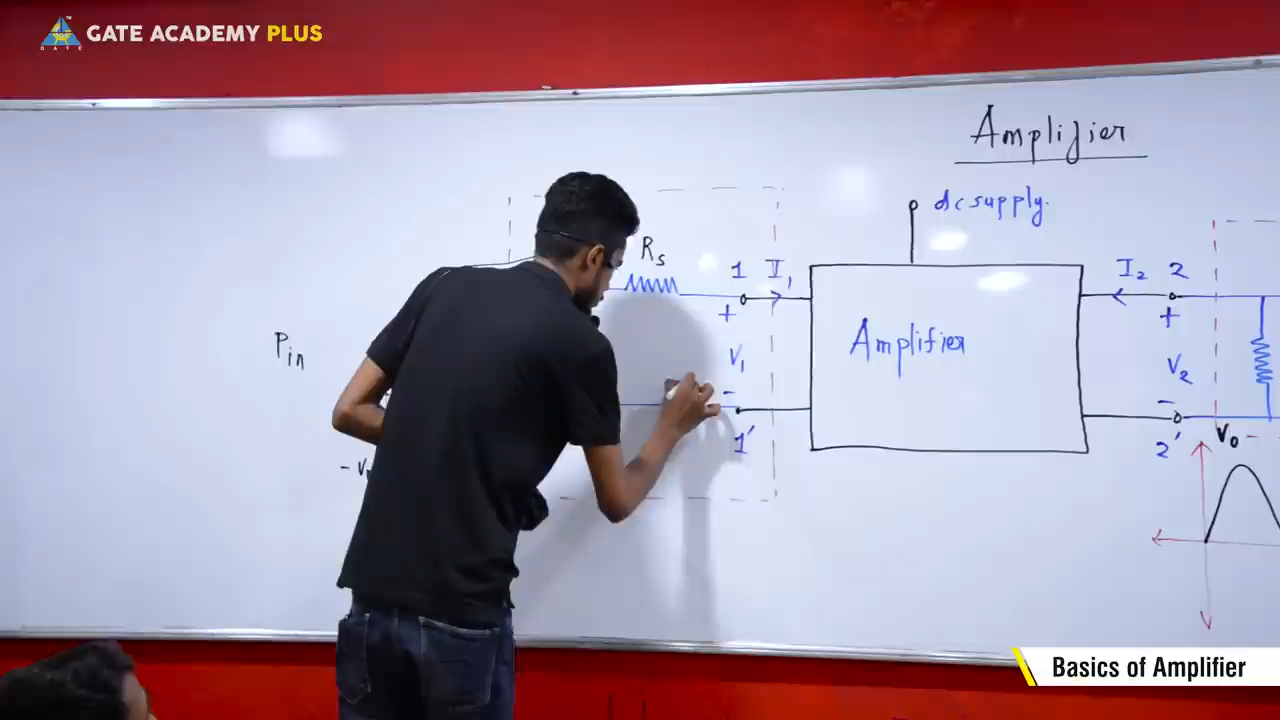 GATE ACADEMY PLUS
GATE
Amplifier
dc supply.
Rs
1
I1
I2
2
+
+
Pin
V1
Amplifier
V2
-
-
1'
2'
V0 -
Basics of Amplifier